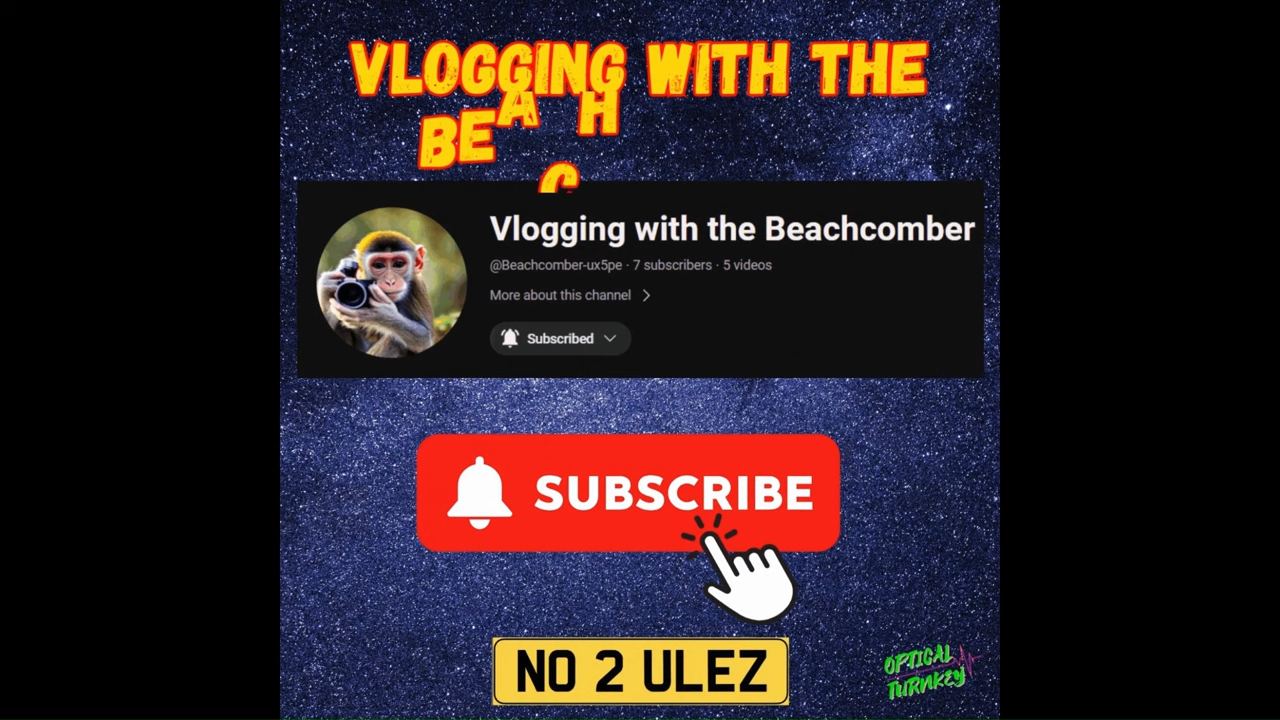 VLOGGING WITH THE
BEACH
Vlogging with the Beachcomber
@Beachcomber-ux5pe · 7 subscribers · 5 videos
More about this channel >
Subscribed
SUBSCRIBE
NO 2 ULEZ
OPTICAL
TURNKEY